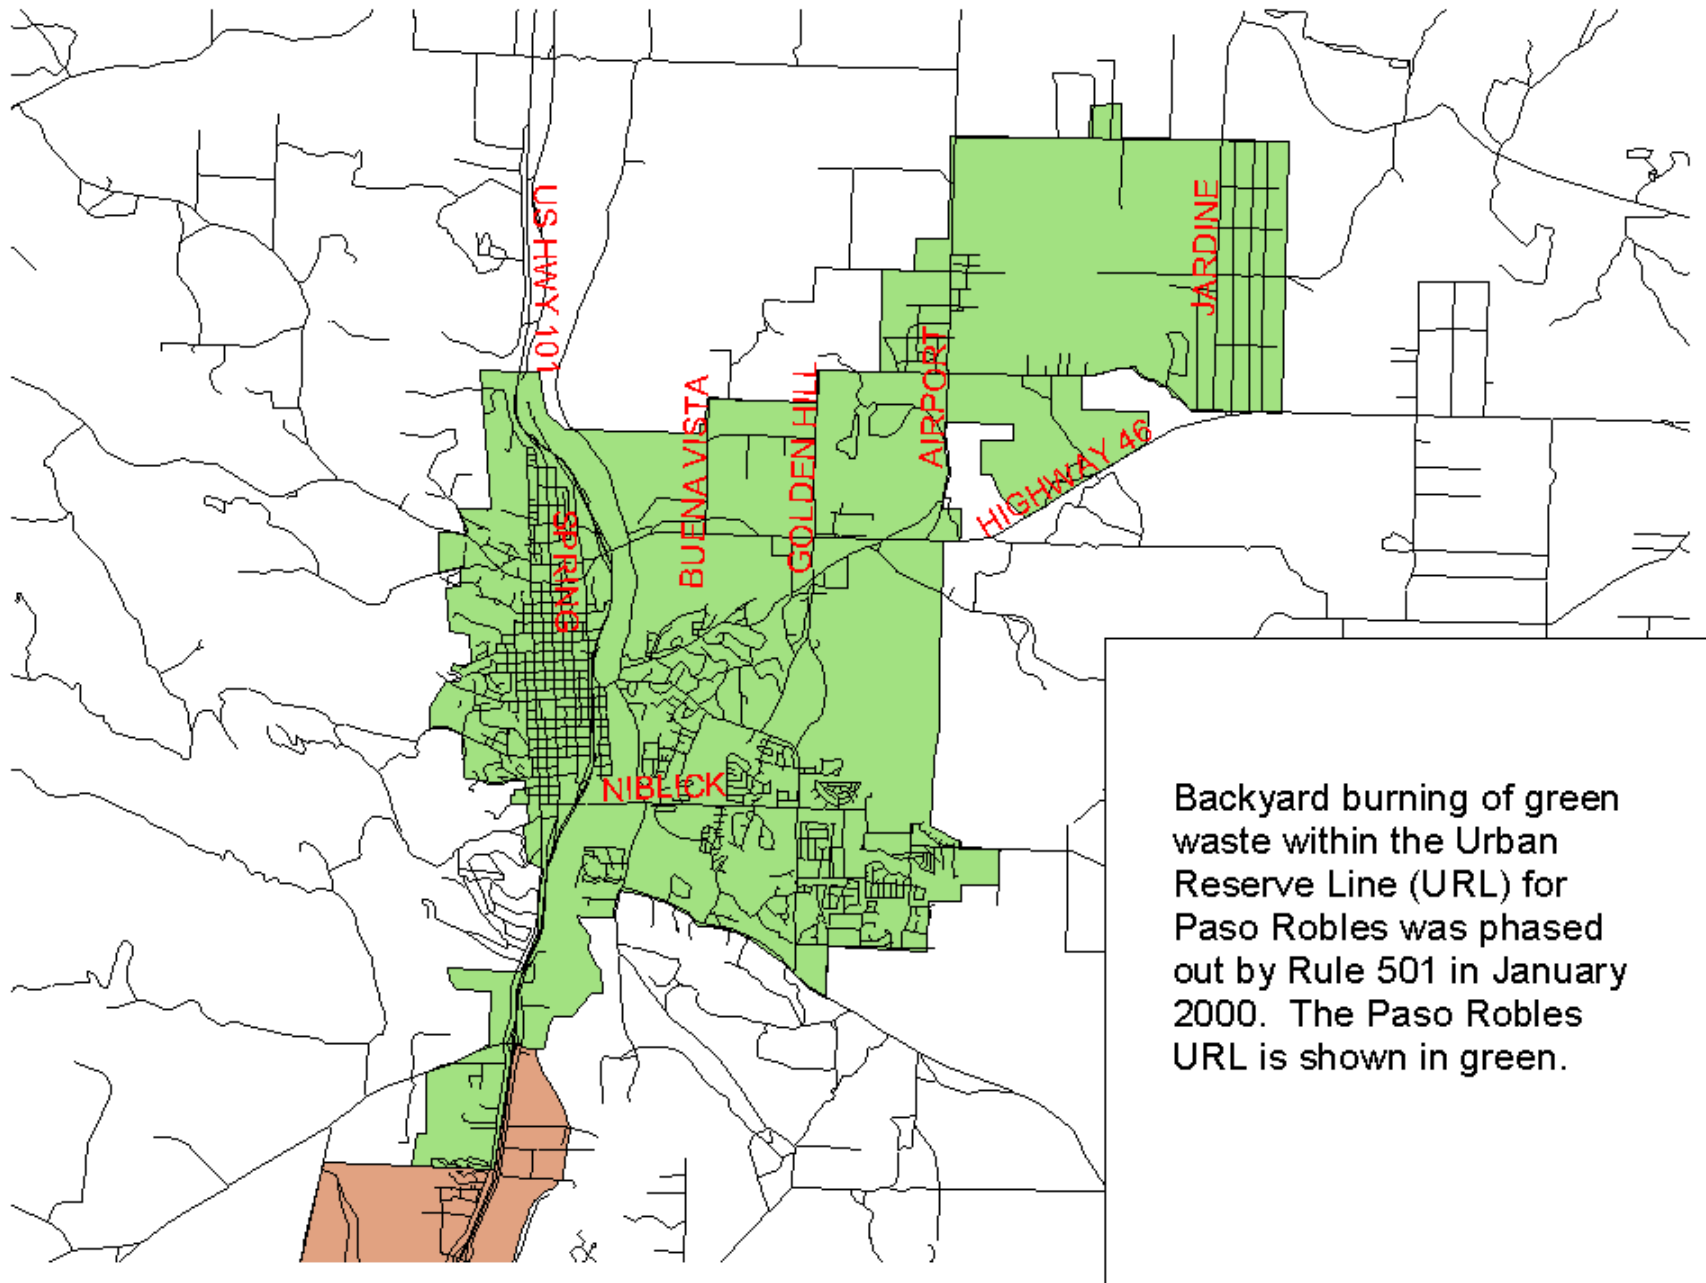 US HWY 101
JARDINE
AIRPORT
BUENA VISTA
GOLDEN HILL
HIGHWAY 46
SPRING
NIBLICK
Backyard burning of green
waste within the Urban
Reserve Line (URL) for
Paso Robles was phased
out by Rule 501 in January
2000.  The Paso Robles
URL is shown in green.